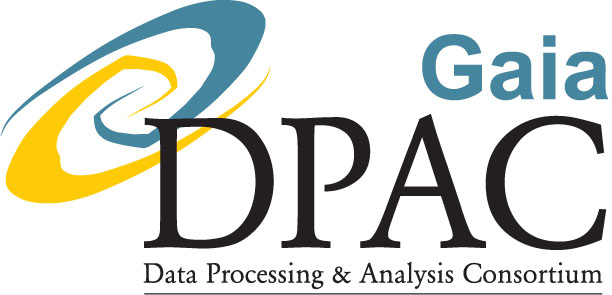 Gaia
DPAC
Data Processing & Analysis Consortium